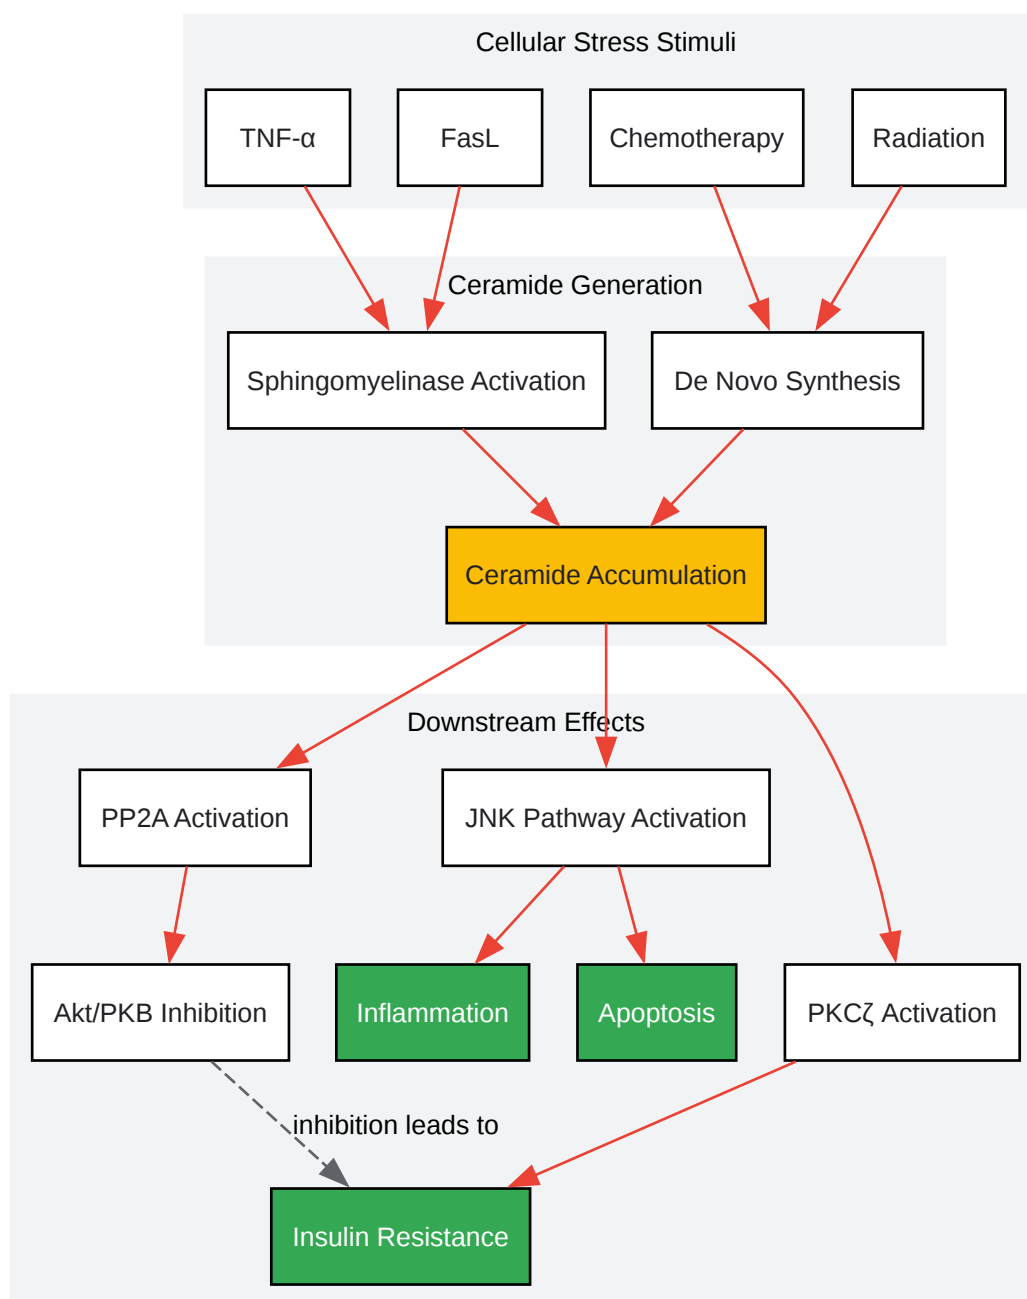 Cellular Stress Stimuli
TNF-α
FasL
Chemotherapy
Radiation
Ceramide Generation
Sphingomyelinase Activation
De Novo Synthesis
Ceramide Accumulation
Downstream Effects
PP2A Activation
JNK Pathway Activation
Akt/PKB Inhibition
Inflammation
Apoptosis
PKCζ Activation
inhibition leads to
Insulin Resistance